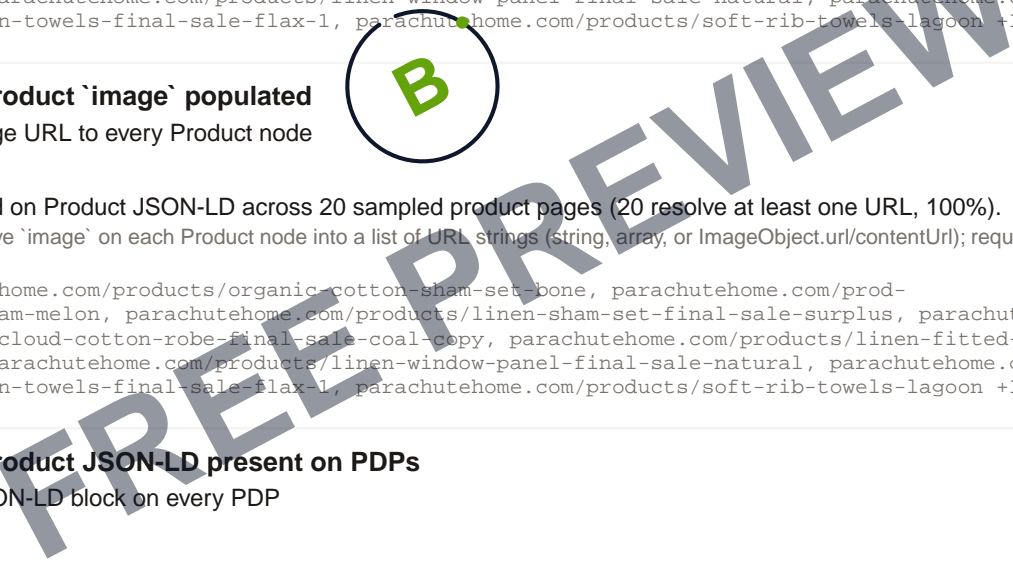 n-towels-final-sale-flax-1, parachutehome.com/products/soft-rib-towels-lagoon
B
roduct `image` populated
ge URL to every Product node
on Product JSON-LD across 20 sampled product pages (20 resolve at least one URL, 100%).
ve `image` on each Product node into a list of URL strings (string, array, or ImageObject.url/contentUrl); requ
home.com/products/organic-cotton-sham-set-bone, parachutehome.com/prod-
am-melon, parachutehome.com/products/linen-sham-set-final-sale-surplus, parachut
cloud-cotton-robe-final-sale-coal-copy, parachutehome.com/products/linen-fitted-
arachutehome.com/products/linen-window-panel-final-sale-natural, parachutehome.c
n-towels-final-sale-flax-1, parachutehome.com/products/soft-rib-towels-lagoon
roduct JSON-LD present on PDPs
ON-LD block on every PDP
FREE PREVIEW